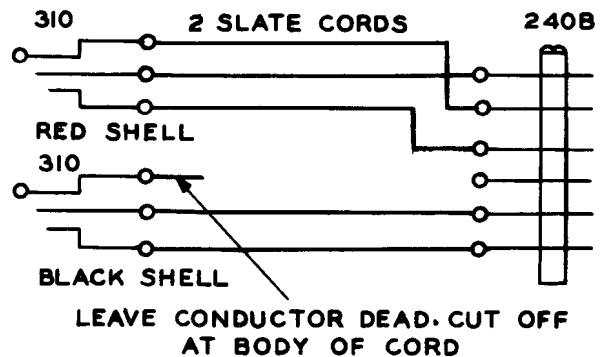 310
2 SLATE CORDS
240B
RED SHELL
310
BLACK SHELL
LEAVE CONDUCTOR DEAD. CUT OFF
AT BODY OF CORD